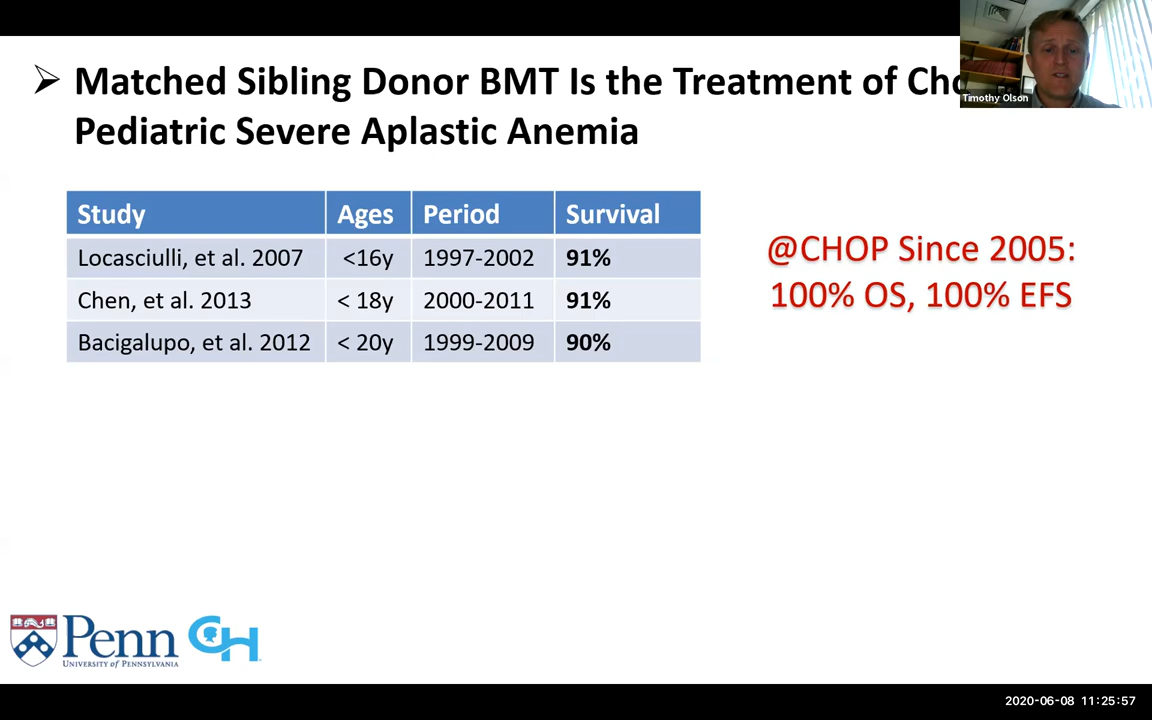 ➢ Matched Sibling Donor BMT Is the Treatment of
Pediatric Severe Aplastic Anemia
Timothy Olson
Study Ages Period Survival
Locasciulli, et al. 2007 <16y 1997-2002 91%
Chen, et al. 2013 < 18y 2000-2011 91%
Bacigalupo, et al. 2012 < 20y 1999-2009 90%
@CHOP Since 2005:
100% OS, 100% EFS
Penn
UNIVERSITY of PENNSYLVANIA
CH
2020-06-08 11:25:57